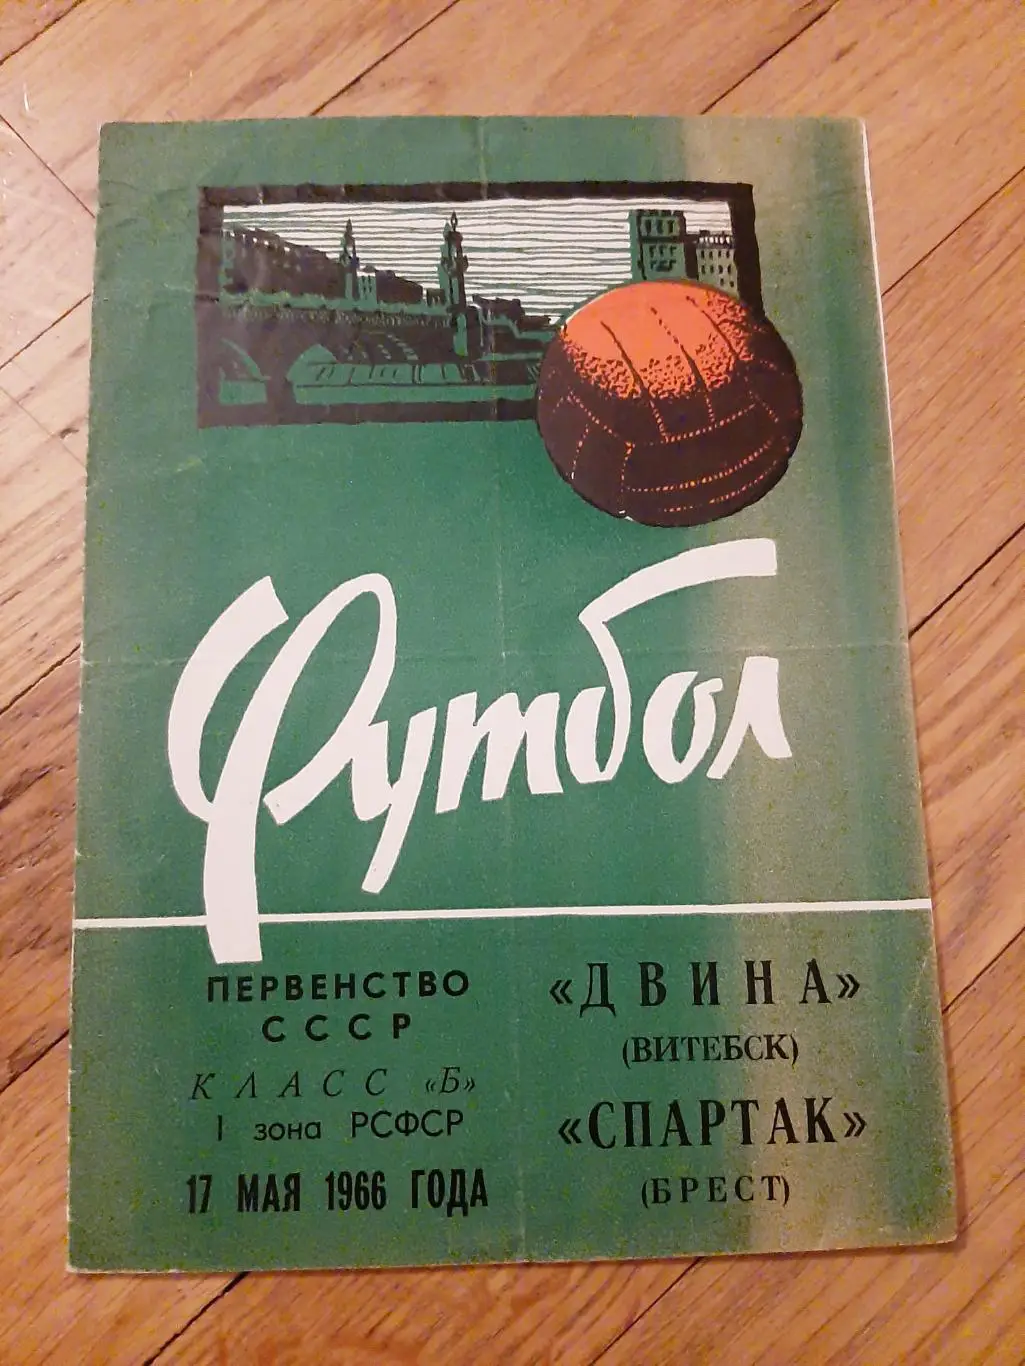 Футбол
ПЕРВЕНСТВО
СССР
КЛАСС «Б»
I зона РСФСР
17 МАЯ 1966 ГОДА
«ДВИНА»
(ВИТЕБСК)
«СПАРТАК»
(БРЕСТ)